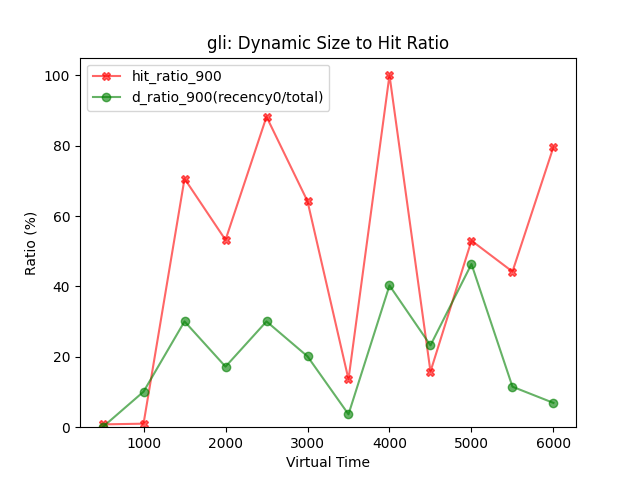 gli: Dynamic Size to Hit Ratio
hit_ratio_900
d_ratio_900(recency0/total)
Ratio (%)
100
80
60
40
20
0
1000 2000 3000 4000 5000 6000
Virtual Time